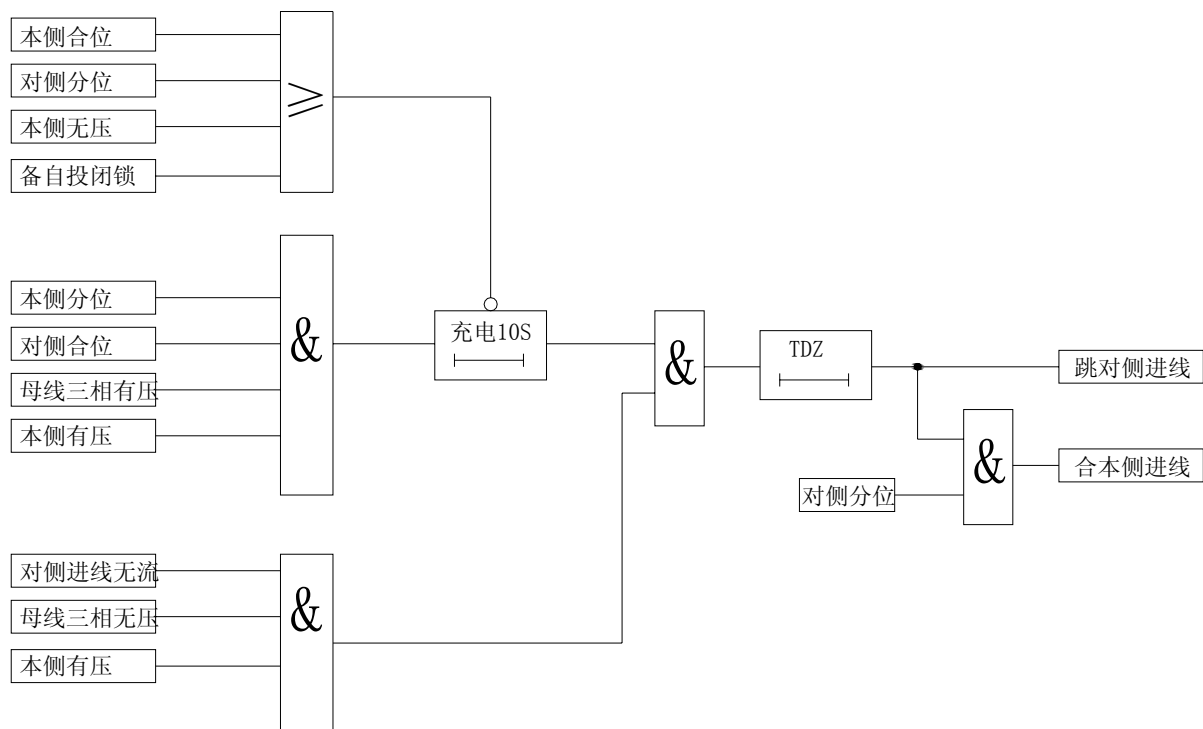 本侧合位
对侧分位
本侧无压
备自投闭锁
≥
本侧分位
对侧合位
母线三相有压
本侧有压
&
充电10S
&
TDZ
跳对侧进线
&
合本侧进线
对侧分位
对侧进线无流
母线三相无压
本侧有压
&